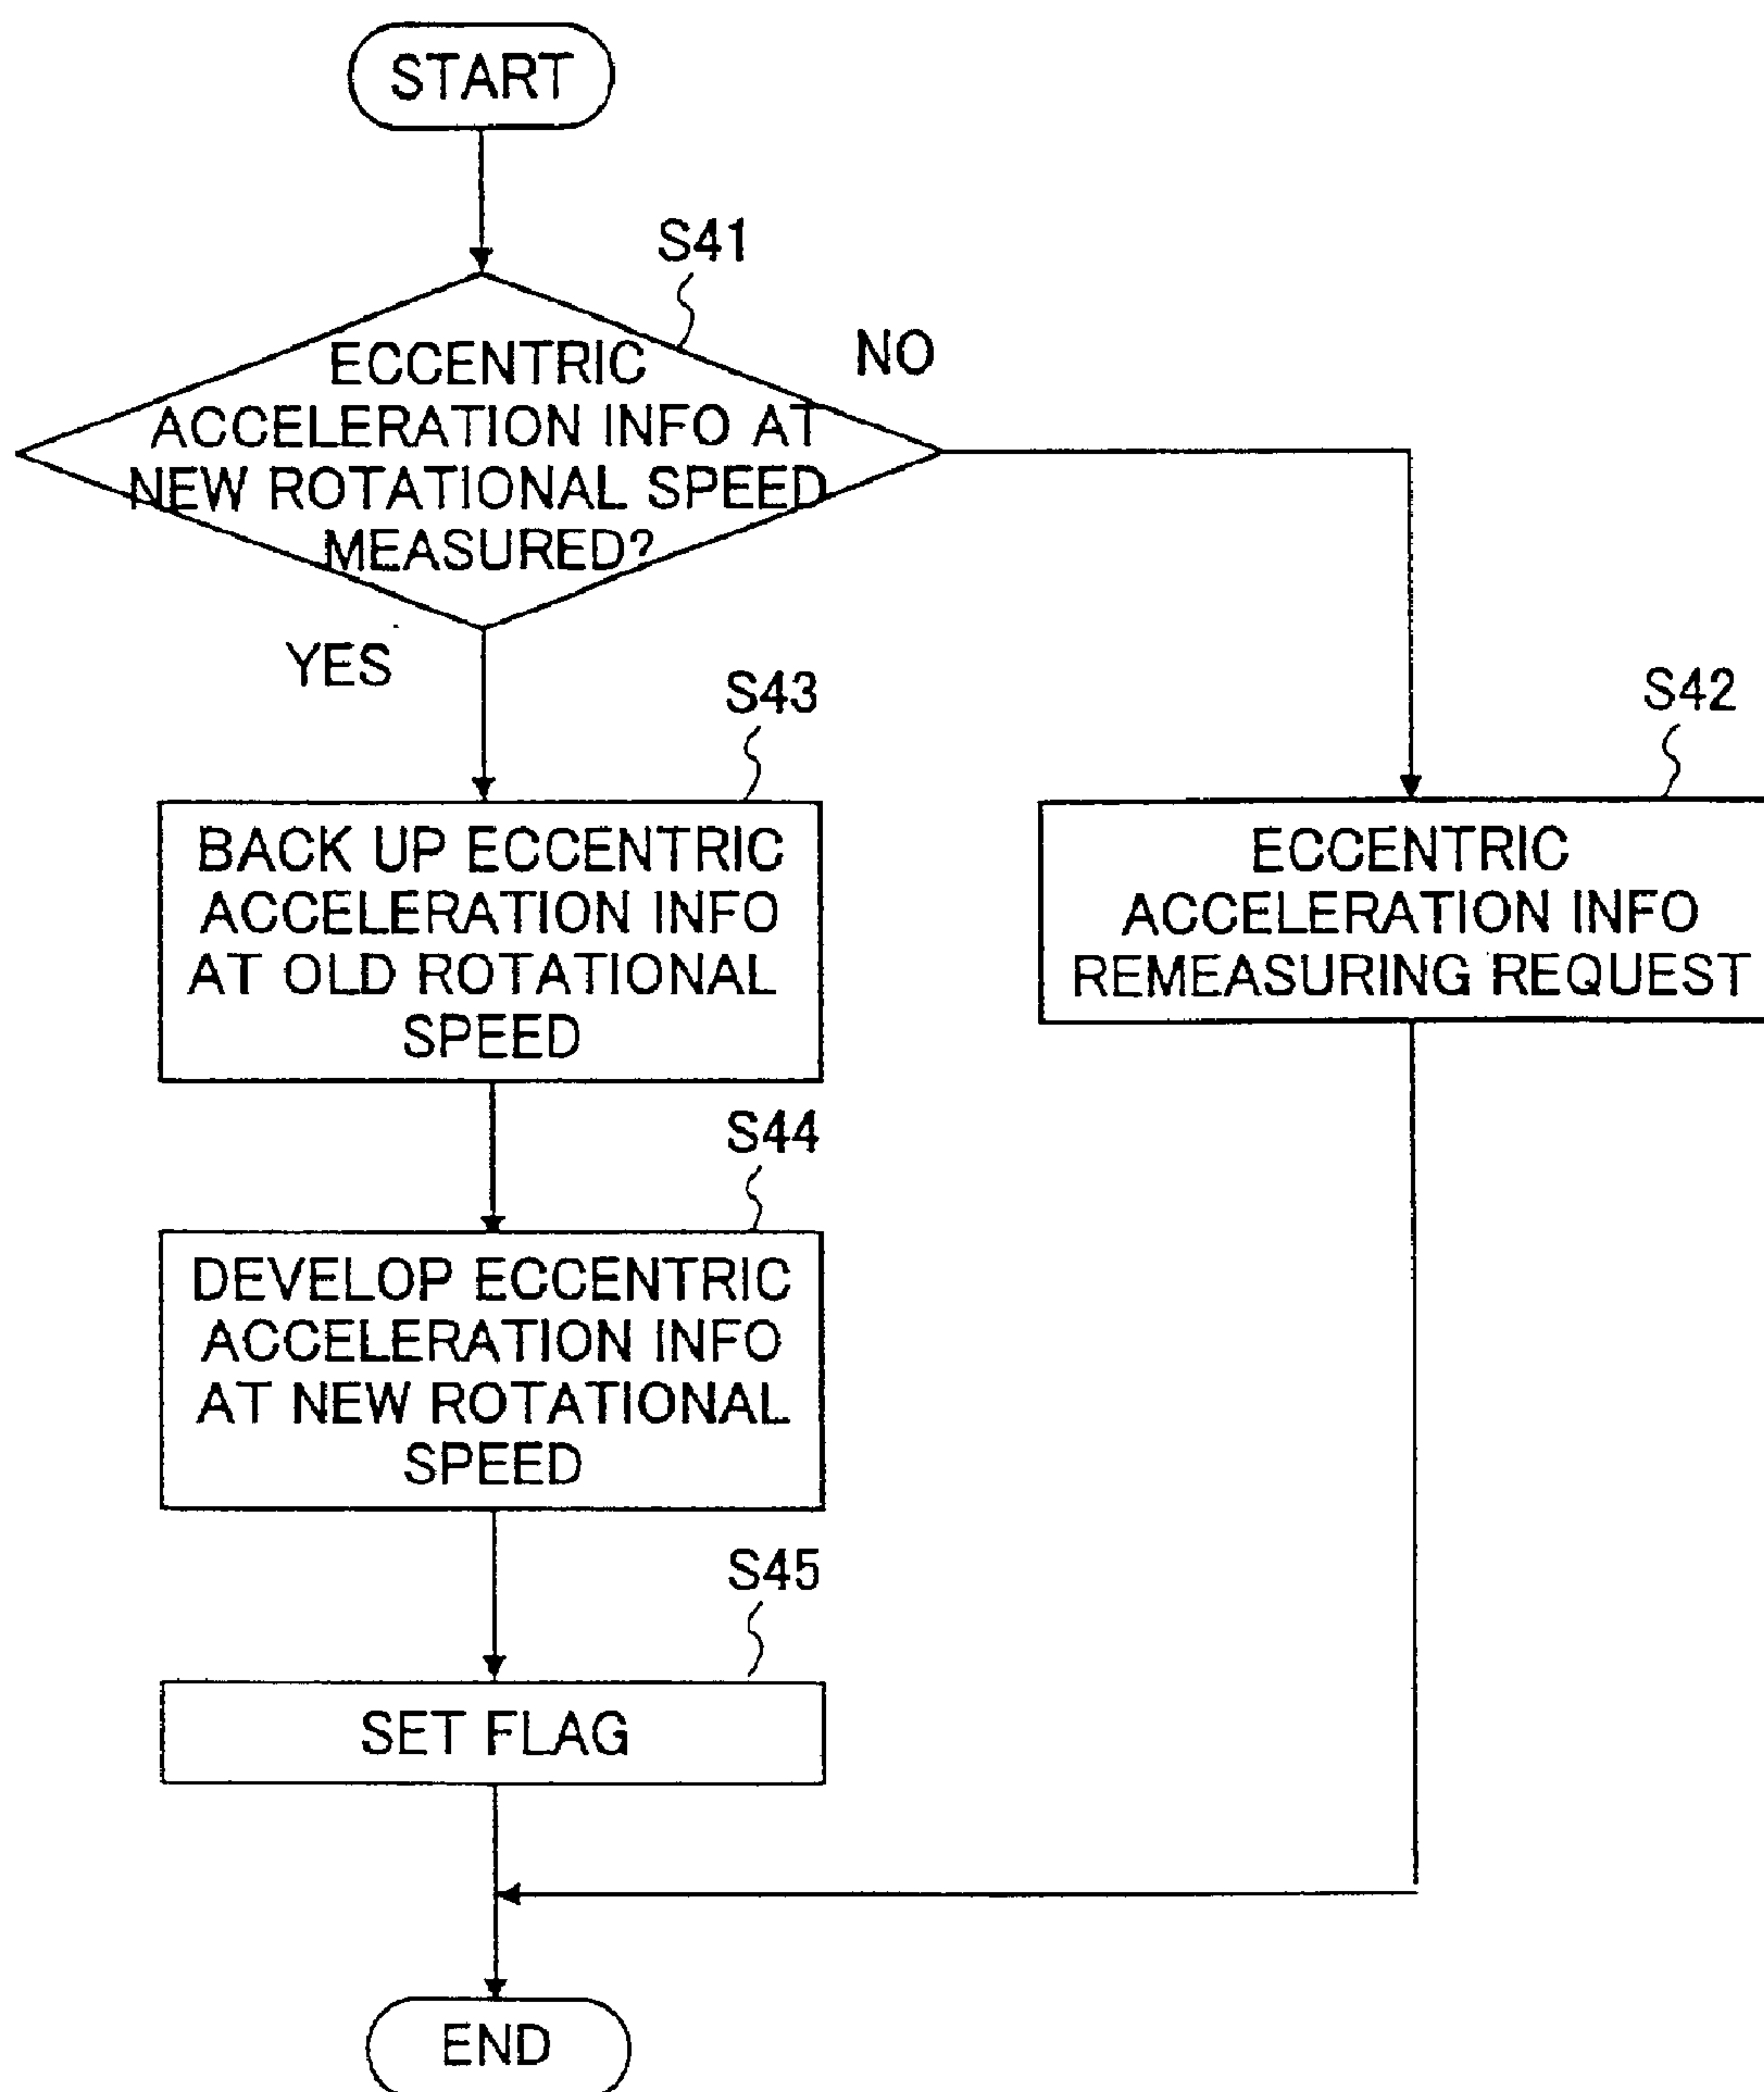 START
S41
NO
ECCENTRIC
ACCELERATION INFO AT
NEW ROTATIONAL SPEED
MEASURED?
YES
S43
S42
BACK UP ECCENTRIC
ACCELERATION INFO
AT OLD ROTATIONAL
SPEED
ECCENTRIC
ACCELERATION INFO
REMEASURING REQUEST
S44
DEVELOP ECCENTRIC
ACCELERATION INFO
AT NEW ROTATIONAL
SPEED
S45
SET FLAG
END